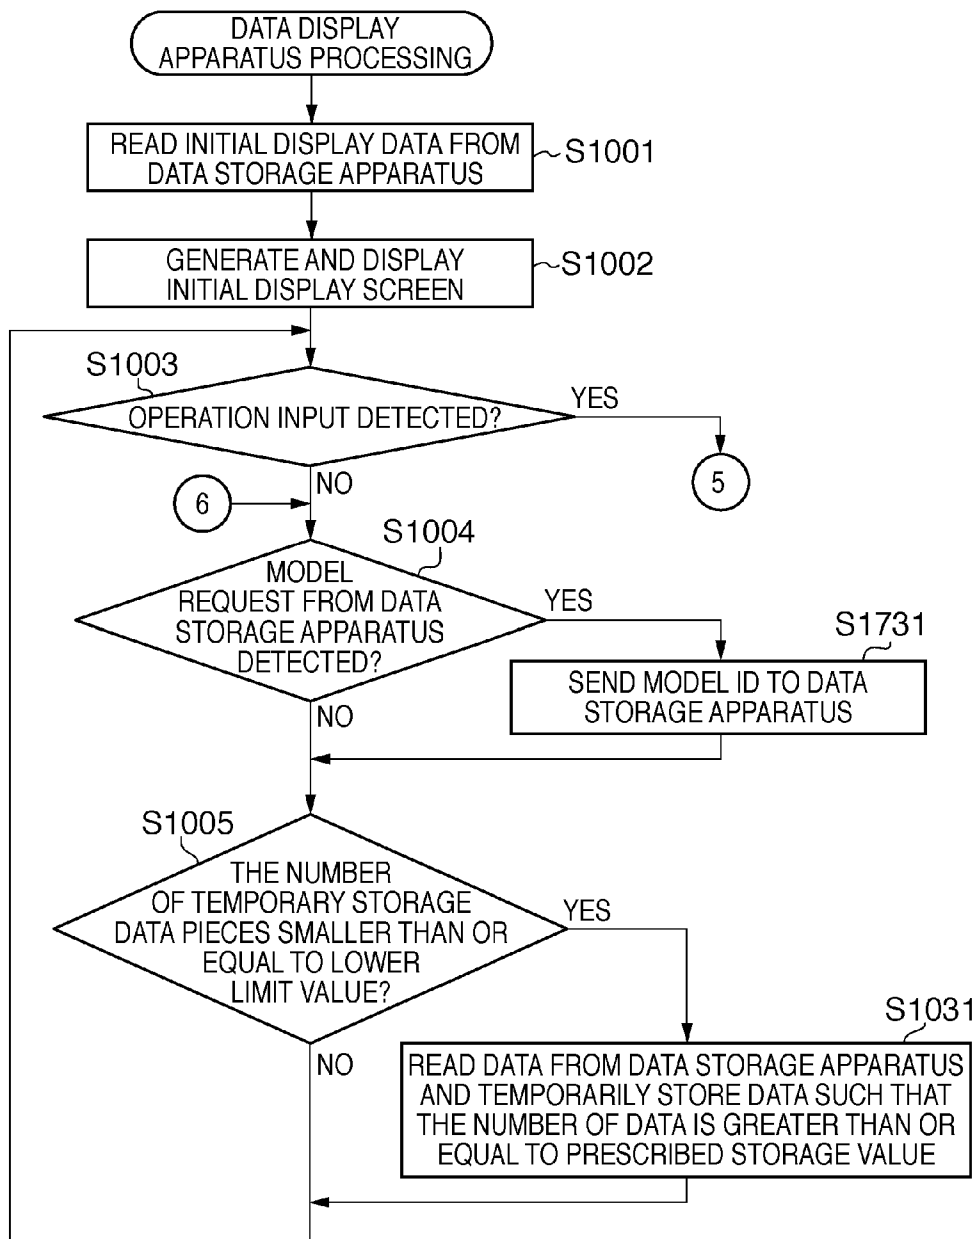 DATA DISPLAY
APPARATUS PROCESSING
READ INITIAL DISPLAY DATA FROM
DATA STORAGE APPARATUS
S1001
GENERATE AND DISPLAY
INITIAL DISPLAY SCREEN
S1002
S1003
OPERATION INPUT DETECTED?
YES
5
NO
6
S1004
MODEL
REQUEST FROM DATA
STORAGE APPARATUS
DETECTED?
YES
S1731
SEND MODEL ID TO DATA
STORAGE APPARATUS
NO
S1005
THE NUMBER
OF TEMPORARY STORAGE
DATA PIECES SMALLER THAN OR
EQUAL TO LOWER
LIMIT VALUE?
YES
S1031
READ DATA FROM DATA STORAGE APPARATUS
AND TEMPORARILY STORE DATA SUCH THAT
THE NUMBER OF DATA IS GREATER THAN OR
EQUAL TO PRESCRIBED STORAGE VALUE
NO